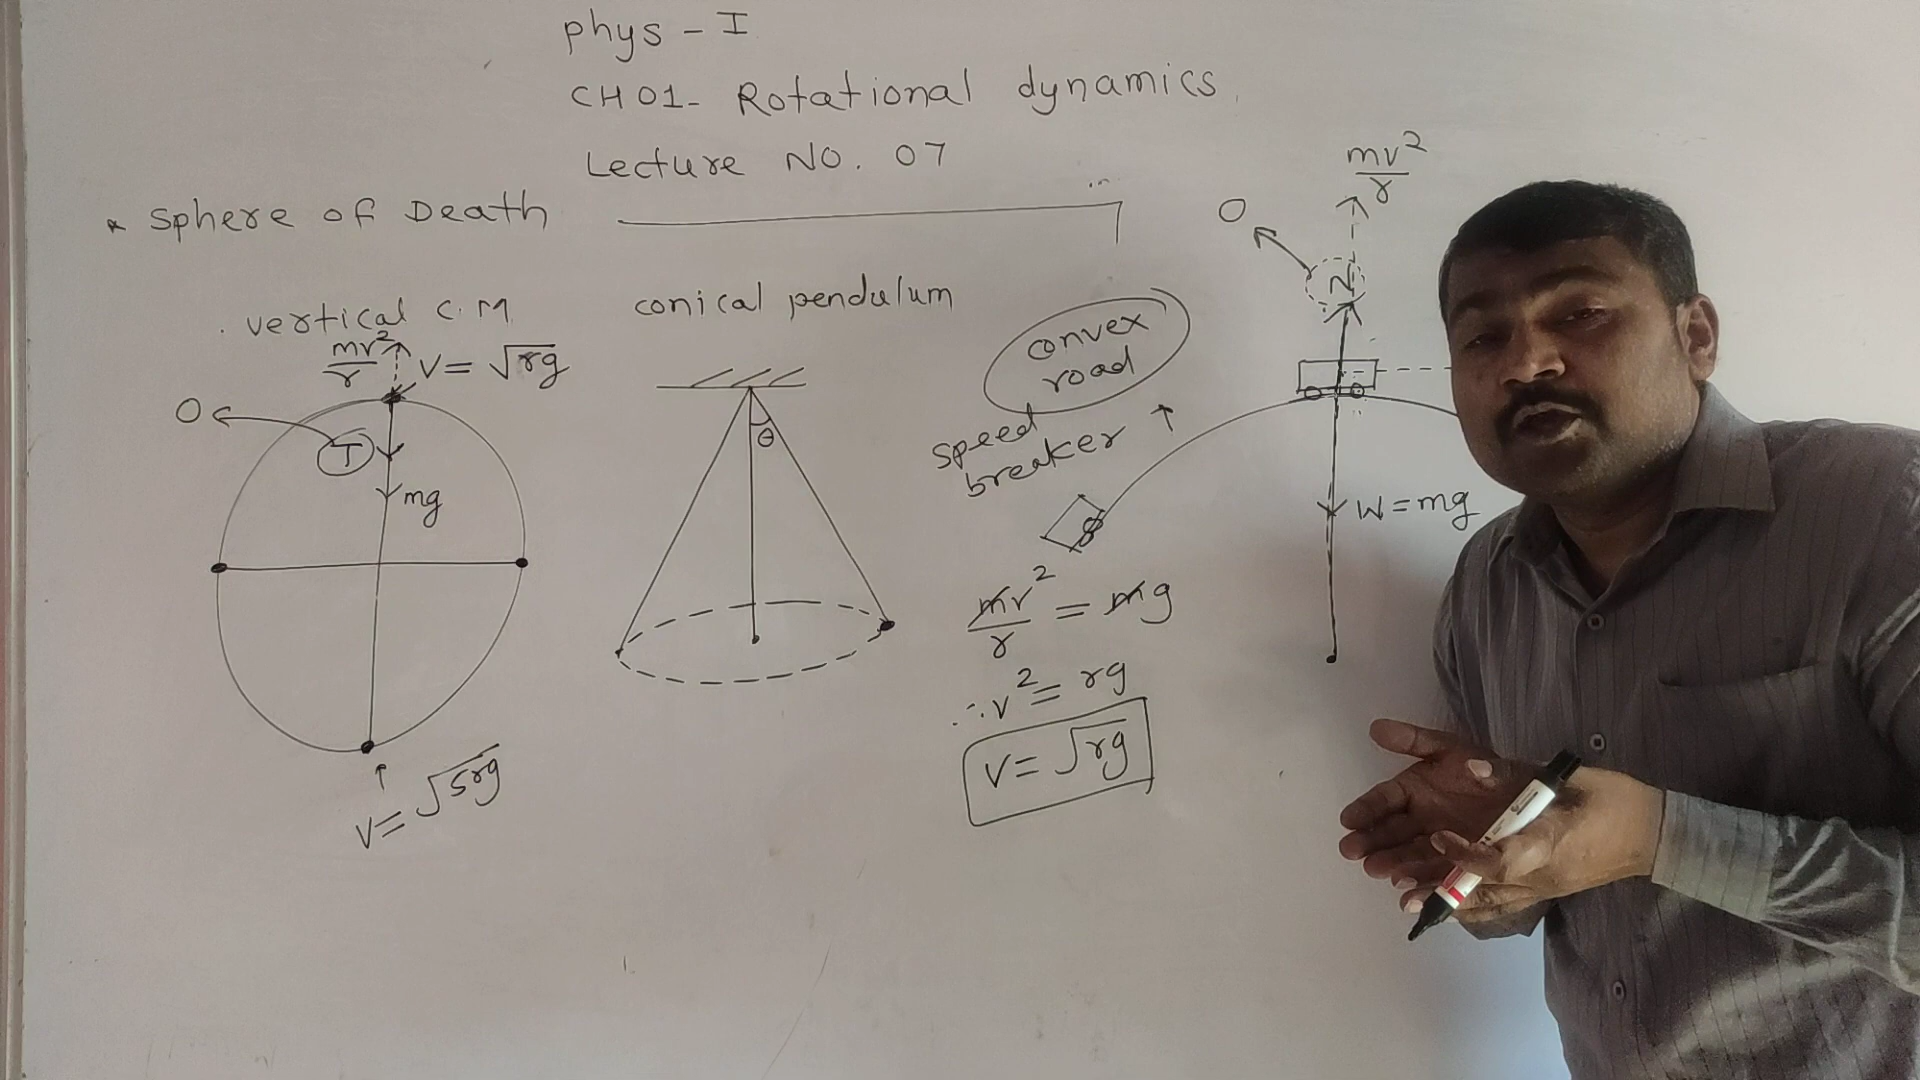 phys - I
CH01- Rotational dynamics
Lecture NO. 07
* Sphere of Death
vertical C.M
mv²/r
V = √rg
O
T
mg
V = √5rg
conical pendulum
θ
convex road
speed breaker ↑
mv²/r = mg
∴ v² = rg
V = √rg
mv²/r
O
N
W = mg